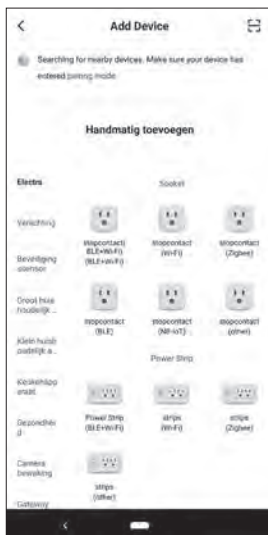 Add Device
Searching for nearby devices. Make sure your device has
entered pairing mode.
Handmatig toevoegen
Electra
Verlichting
Beveiliging
ssensor
Groot huis
houdelijk ...
Klein huish
oudelijk a...
Keukenapp
araat
Gezondhei
d
Camera
bewaking
Gateway
Socket
stopcontact(
BLE+Wi-Fi)
(BLE+Wi-Fi)
stopcontact
(Wi-Fi)
stopcontact
(Zigbee)
stopcontact
(BLE)
stopcontact
(NB-IoT)
stopcontact
(other)
Power Strip
Power Strip
(BLE+Wi-Fi)
strips
(Wi-Fi)
strips
(Zigbee)
strips
(other)